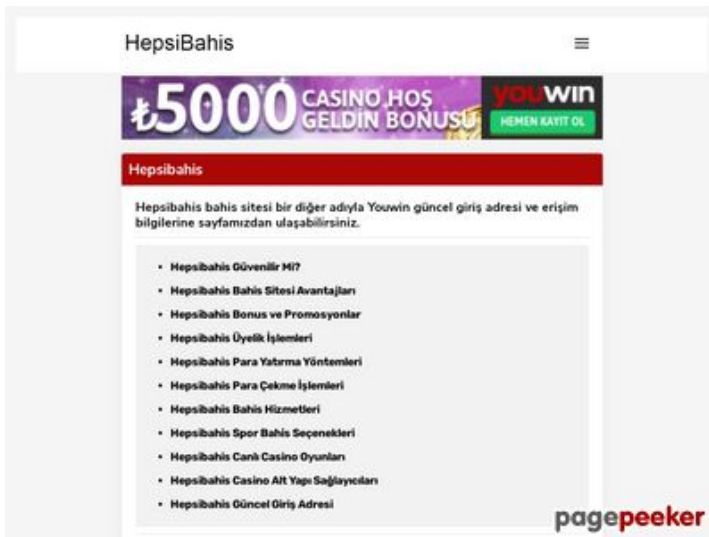 HepsiBahis
₺5000 CASINO HOŞ
GELDİN BONUSU
youwin
HEMEN KAYIT OL
Hepsibahis
Hepsibahis bahis sitesi bir diğer adıyla Youwin güncel giriş adresi ve erişim
bilgilerine sayfamızdan ulaşabilirsiniz.
• Hepsibahis Güvenilir Mi?
• Hepsibahis Bahis Sitesi Avantajları
• Hepsibahis Bonus ve Promosyonlar
• Hepsibahis Üyelik İşlemleri
• Hepsibahis Para Yatırma Yöntemleri
• Hepsibahis Para Çekme İşlemleri
• Hepsibahis Bahis Hizmetleri
• Hepsibahis Spor Bahis Seçenekleri
• Hepsibahis Canlı Casino Oyunları
• Hepsibahis Casino Alt Yapı Sağlayıcıları
• Hepsibahis Güncel Giriş Adresi
pagepeeker